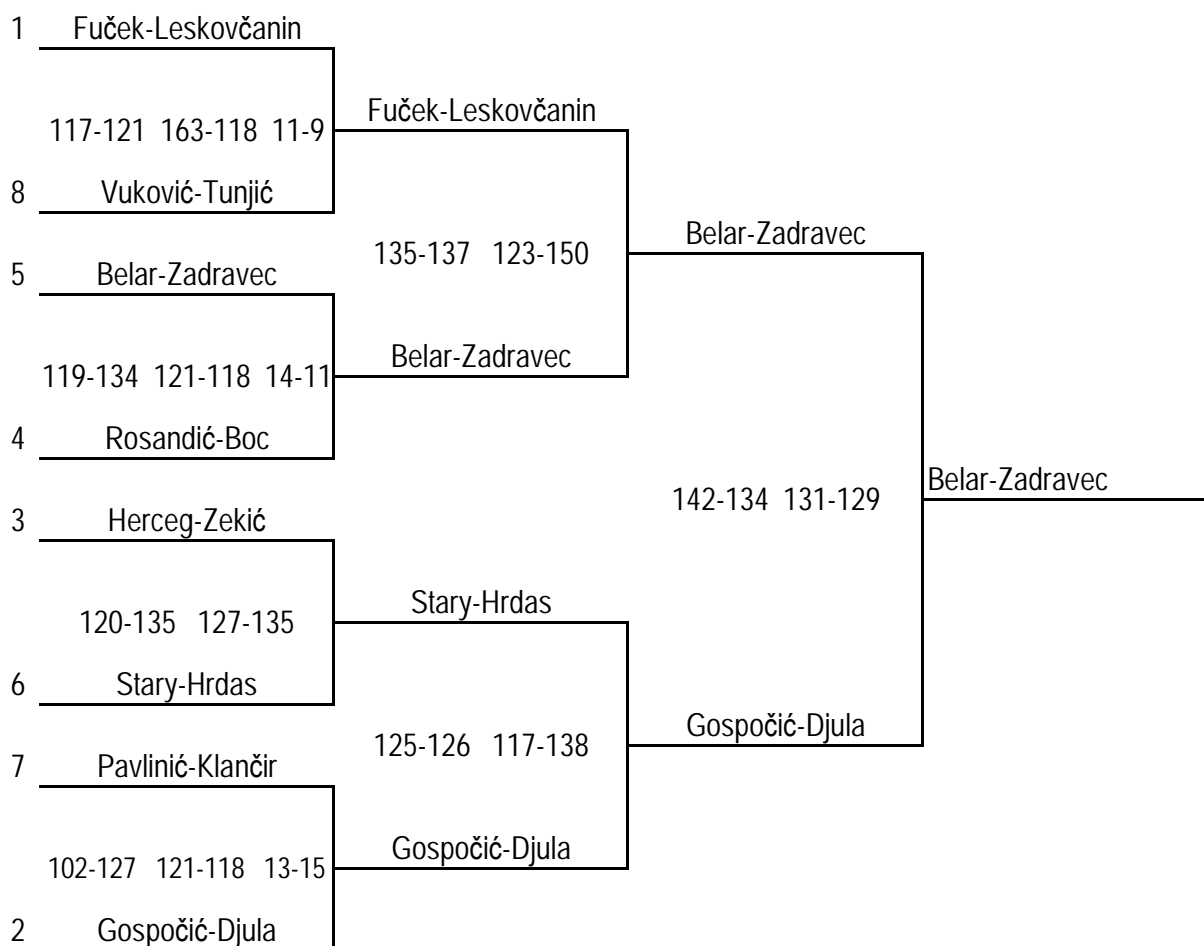 1 Fuček-Leskovčanin
Fuček-Leskovčanin
117-121 163-118 11-9
8 Vuković-Tunjić
Belar-Zadravec
135-137 123-150
5 Belar-Zadravec
Belar-Zadravec
119-134 121-118 14-11
4 Rosandić-Boc
Belar-Zadravec
142-134 131-129
3 Herceg-Zekić
Stary-Hrdas
120-135 127-135
6 Stary-Hrdas
Gospočić-Djula
125-126 117-138
7 Pavlinić-Klančir
Gospočić-Djula
102-127 121-118 13-15
2 Gospočić-Djula